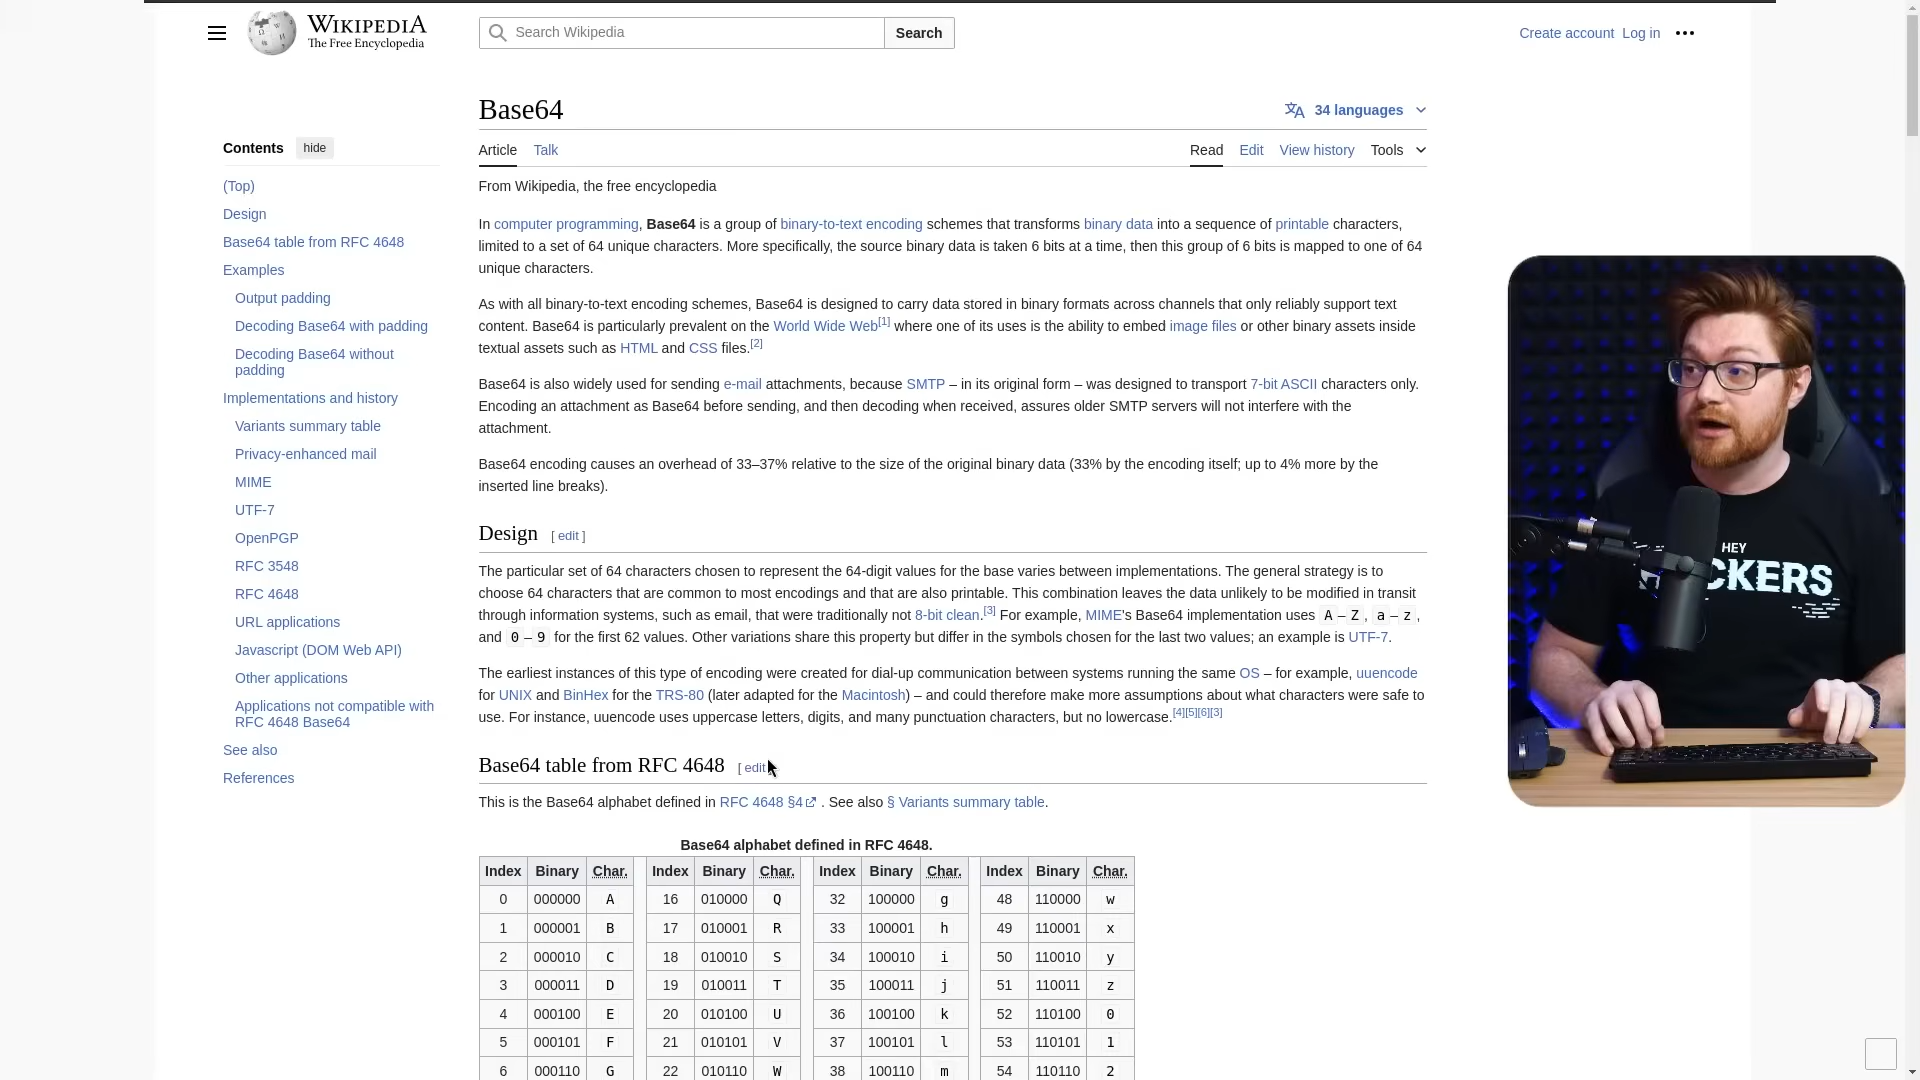 WIKIPEDIA
The Free Encyclopedia
Search Wikipedia
Search
Create account Log in
Base64
34 languages
Contents hide
Article Talk
Read Edit View history Tools
(Top)
Design
Base64 table from RFC 4648
Examples
Output padding
Decoding Base64 with padding
Decoding Base64 without
padding
Implementations and history
Variants summary table
Privacy-enhanced mail
MIME
UTF-7
OpenPGP
RFC 3548
RFC 4648
URL applications
Javascript (DOM Web API)
Other applications
Applications not compatible with
RFC 4648 Base64
See also
References
From Wikipedia, the free encyclopedia
In computer programming, Base64 is a group of binary-to-text encoding schemes that transforms binary data into a sequence of printable characters,
limited to a set of 64 unique characters. More specifically, the source binary data is taken 6 bits at a time, then this group of 6 bits is mapped to one of 64
unique characters.
As with all binary-to-text encoding schemes, Base64 is designed to carry data stored in binary formats across channels that only reliably support text
content. Base64 is particularly prevalent on the World Wide Web[1] where one of its uses is the ability to embed image files or other binary assets inside
textual assets such as HTML and CSS files.[2]
Base64 is also widely used for sending e-mail attachments, because SMTP – in its original form – was designed to transport 7-bit ASCII characters only.
Encoding an attachment as Base64 before sending, and then decoding when received, assures older SMTP servers will not interfere with the
attachment.
Base64 encoding causes an overhead of 33–37% relative to the size of the original binary data (33% by the encoding itself; up to 4% more by the
inserted line breaks).
Design [ edit ]
The particular set of 64 characters chosen to represent the 64-digit values for the base varies between implementations. The general strategy is to
choose 64 characters that are common to most encodings and that are also printable. This combination leaves the data unlikely to be modified in transit
through information systems, such as email, that were traditionally not 8-bit clean.[3] For example, MIME's Base64 implementation uses A – Z, a – z,
and 0 – 9 for the first 62 values. Other variations share this property but differ in the symbols chosen for the last two values; an example is UTF-7.
The earliest instances of this type of encoding were created for dial-up communication between systems running the same OS – for example, uuencode
for UNIX and BinHex for the TRS-80 (later adapted for the Macintosh) – and could therefore make more assumptions about what characters were safe to
use. For instance, uuencode uses uppercase letters, digits, and many punctuation characters, but no lowercase.[4][5][6][3]
Base64 table from RFC 4648 [ edit
This is the Base64 alphabet defined in RFC 4648 §4 . See also § Variants summary table.
Base64 alphabet defined in RFC 4648.
Index Binary Char. Index Binary Char. Index Binary Char. Index Binary Char.
0 000000 A 16 010000 Q 32 100000 g 48 110000 w
1 000001 B 17 010001 R 33 100001 h 49 110001 x
2 000010 C 18 010010 S 34 100010 i 50 110010 y
3 000011 D 19 010011 T 35 100011 j 51 110011 z
4 000100 E 20 010100 U 36 100100 k 52 110100 0
5 000101 F 21 010101 V 37 100101 l 53 110101 1
6 000110 G 22 010110 W 38 100110 m 54 110110 2
HEY
CKERS